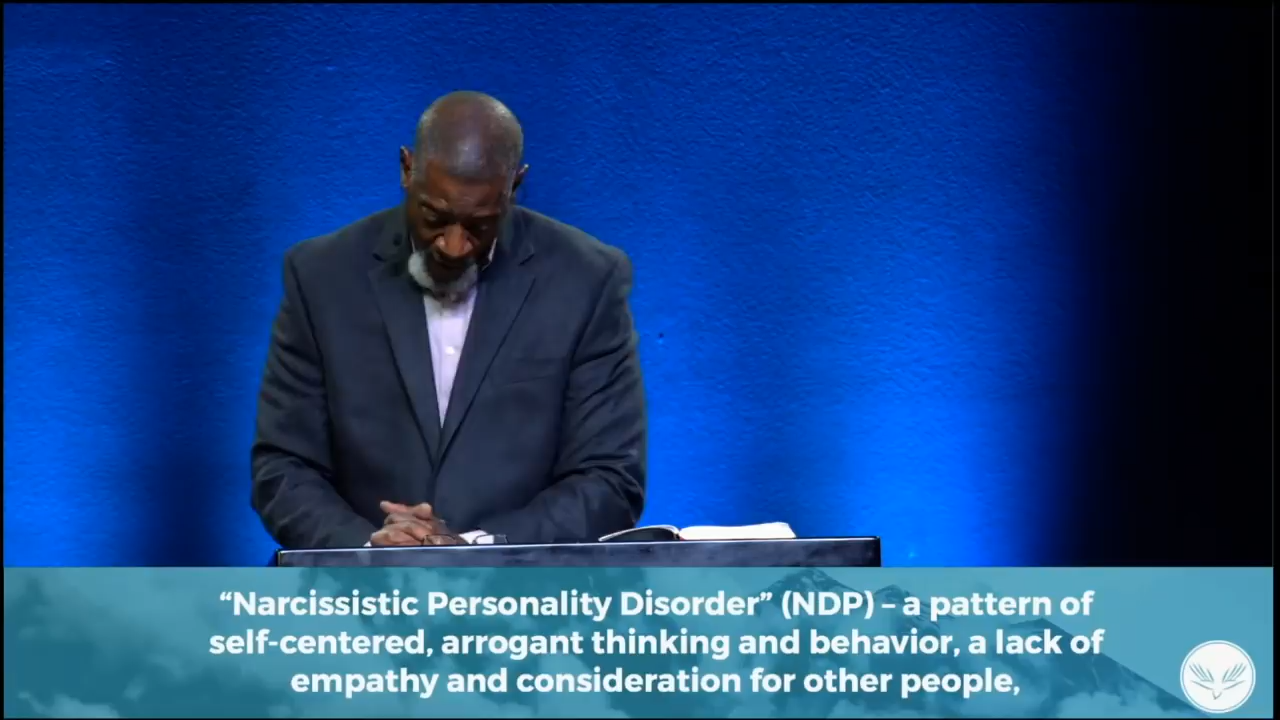 “Narcissistic Personality Disorder” (NDP) – a pattern of
self-centered, arrogant thinking and behavior, a lack of
empathy and consideration for other people,